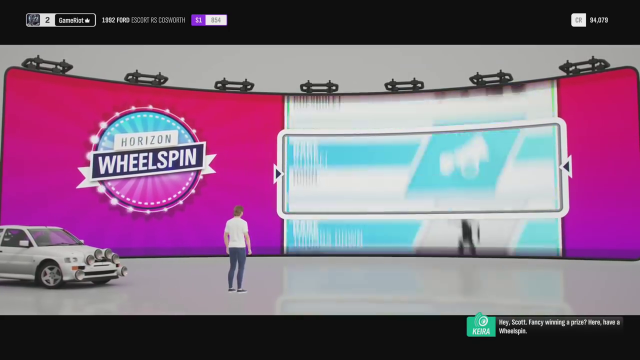 2 GameRiot 1992 FORD ESCORT RS COSWORTH S1 854 CR 94,079
HORIZON
WHEELSPIN
KEIRA
Hey, Scott. Fancy winning a prize? Here, have a
Wheelspin.